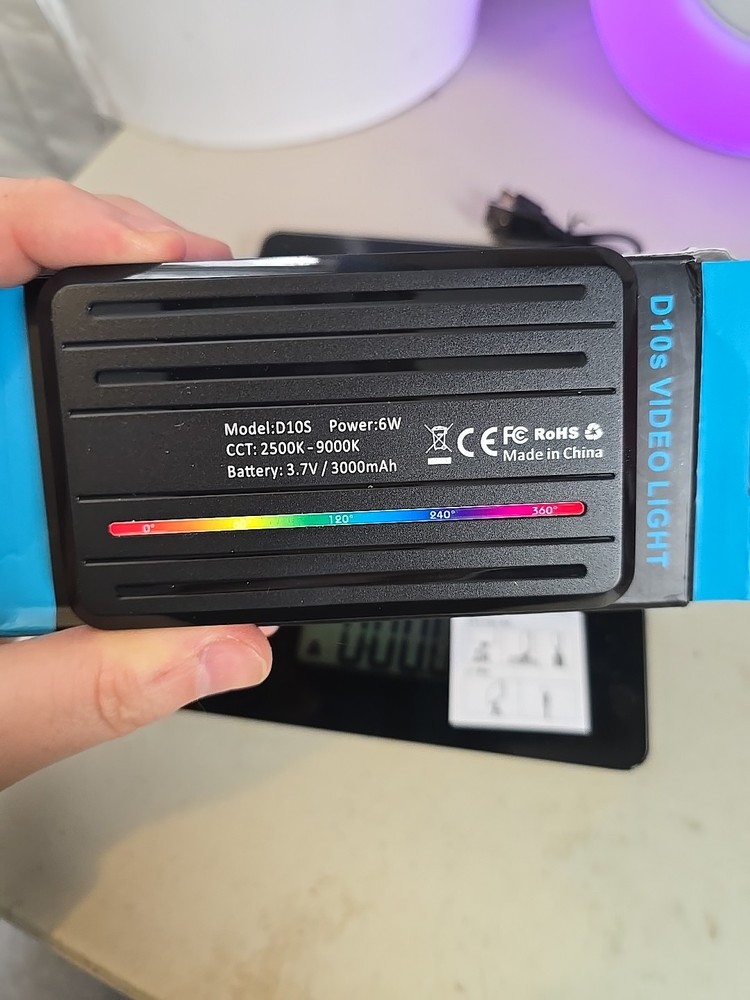 Model:D10S Power:6W
CCT: 2500K-9000K
Battery: 3.7V / 3000mAh
CE FC RoHS
Made in China
0° 120° 240° 360°
D10s VIDEO LIGHT